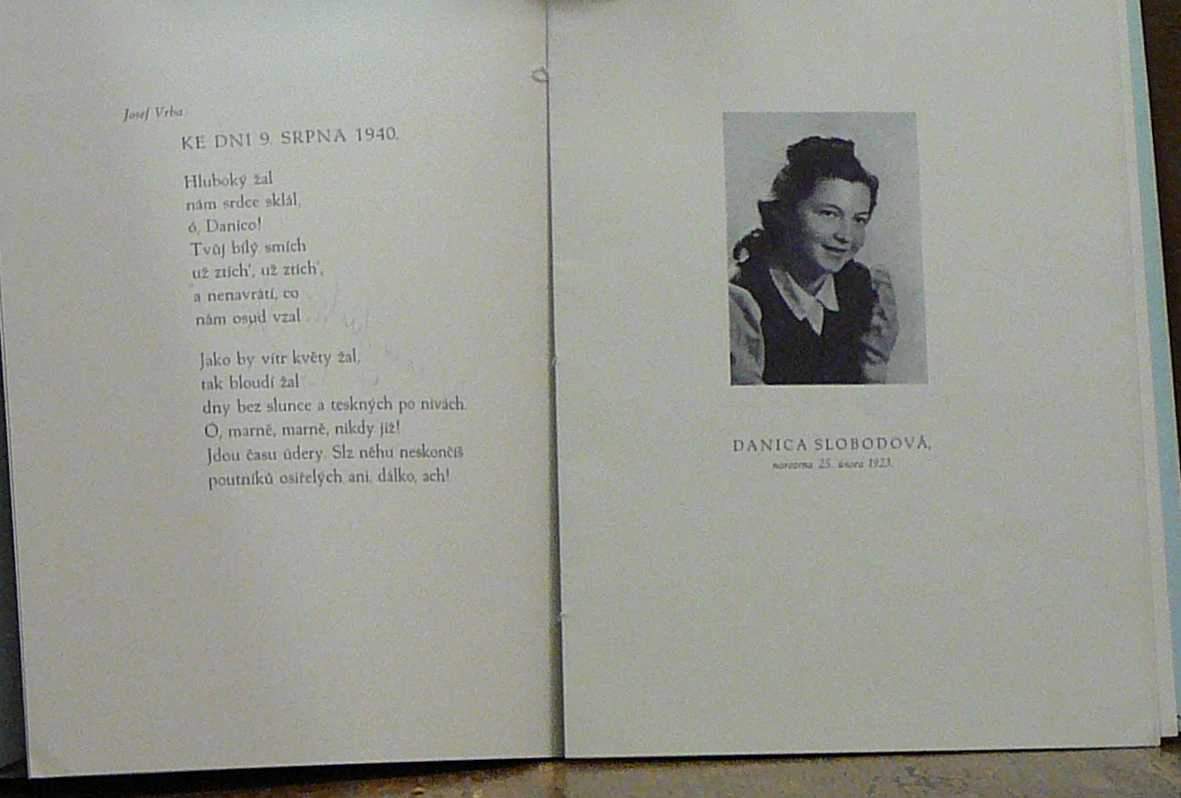 Josef Vrba
KE DNI 9. SRPNA 1940.
Hluboký žal
nám srdce sklál,
ó, Danico!
Tvůj bílý smích
už ztich', už ztich',
a nenavrátí, co
nám osud vzal
Jako by vítr květy žal,
tak bloudí žal
dny bez slunce a teskných po nivách.
Ó, marně, marně, nikdy již!
Jdou času údery. Slz něhu neskončíš
poutníků osiřelých ani, dálko, ach!
DANICA SLOBODOVÁ,
narozena 25. února 1923.